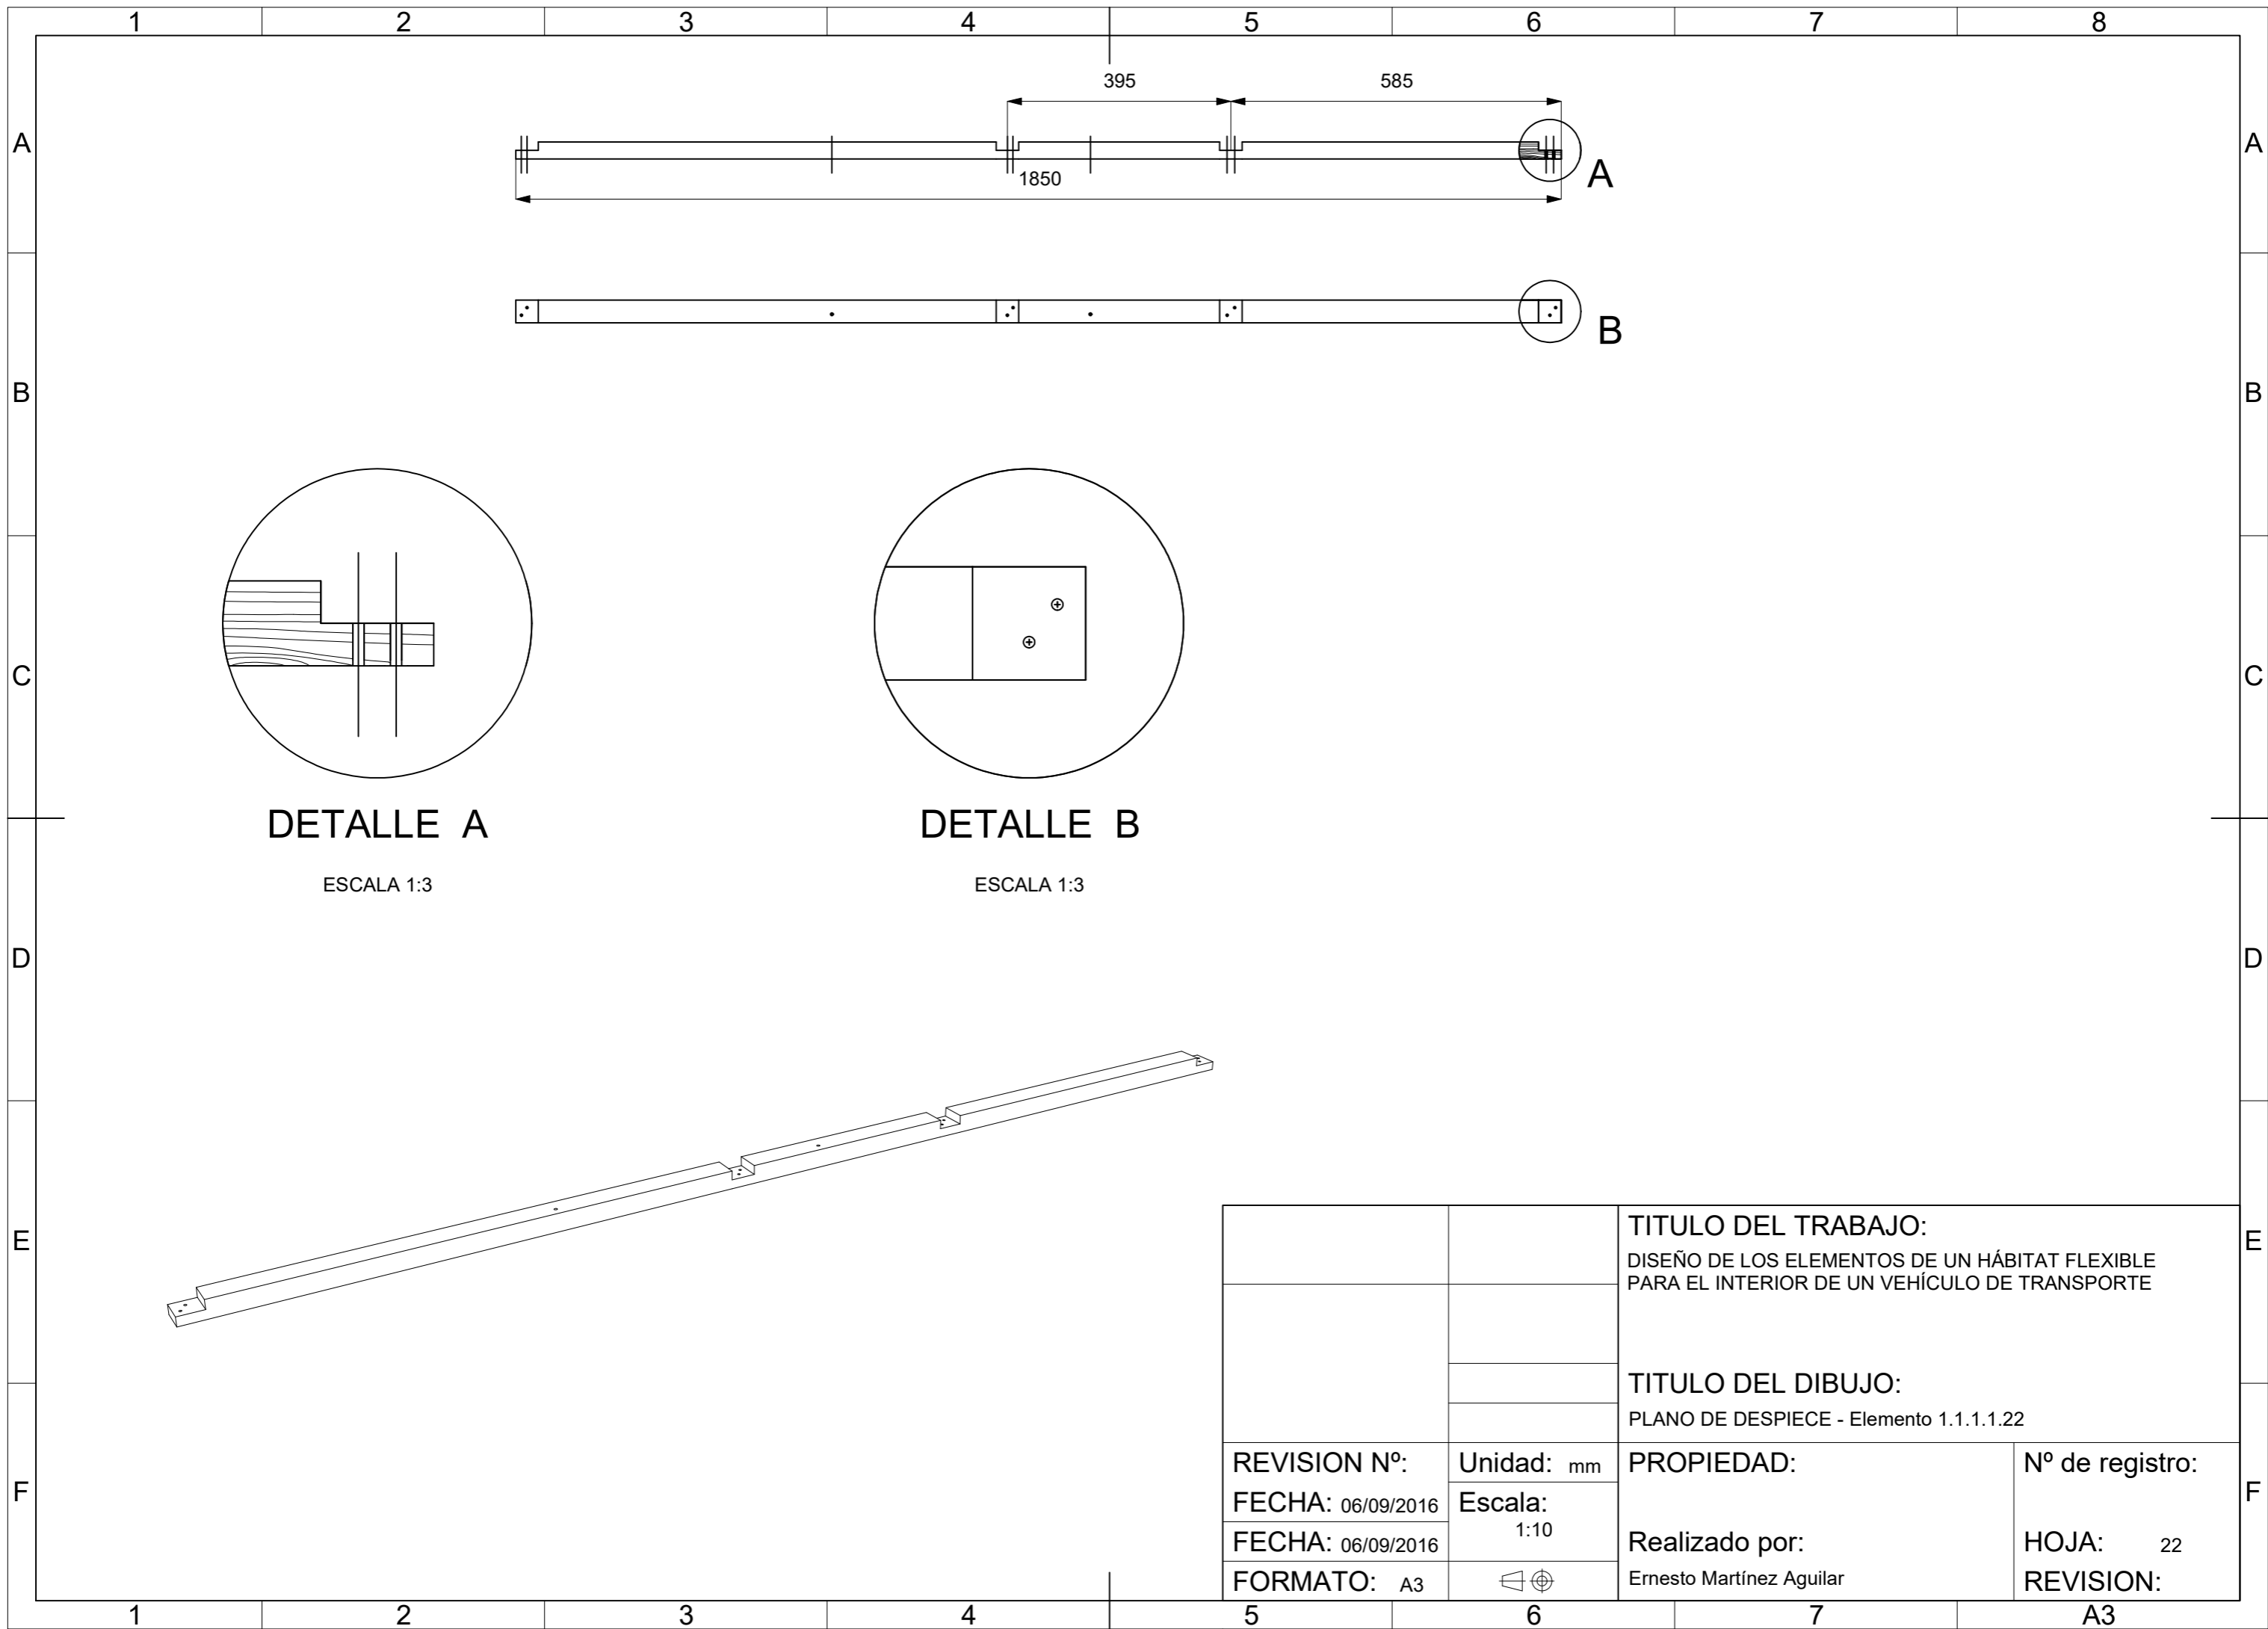 1 2 3 4 5 6 7 8
395 585
A A
1850
A
B
B B
C C
DETALLE A DETALLE B
ESCALA 1:3 ESCALA 1:3
D D
E E
TITULO DEL TRABAJO:
DISEÑO DE LOS ELEMENTOS DE UN HÁBITAT FLEXIBLE
PARA EL INTERIOR DE UN VEHÍCULO DE TRANSPORTE
TITULO DEL DIBUJO:
PLANO DE DESPIECE - Elemento 1.1.1.1.22
REVISION Nº: Unidad: mm PROPIEDAD: Nº de registro:
F F
FECHA: 06/09/2016 Escala:
1:10
FECHA: 06/09/2016 Realizado por: HOJA: 22
FORMATO: A3 Ernesto Martínez Aguilar REVISION:
1 2 3 4 5 6 7 A3